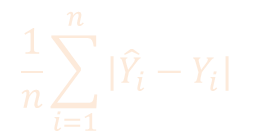 1/n ∑_{i=1}^{n} |Ŷ_i − Y_i|